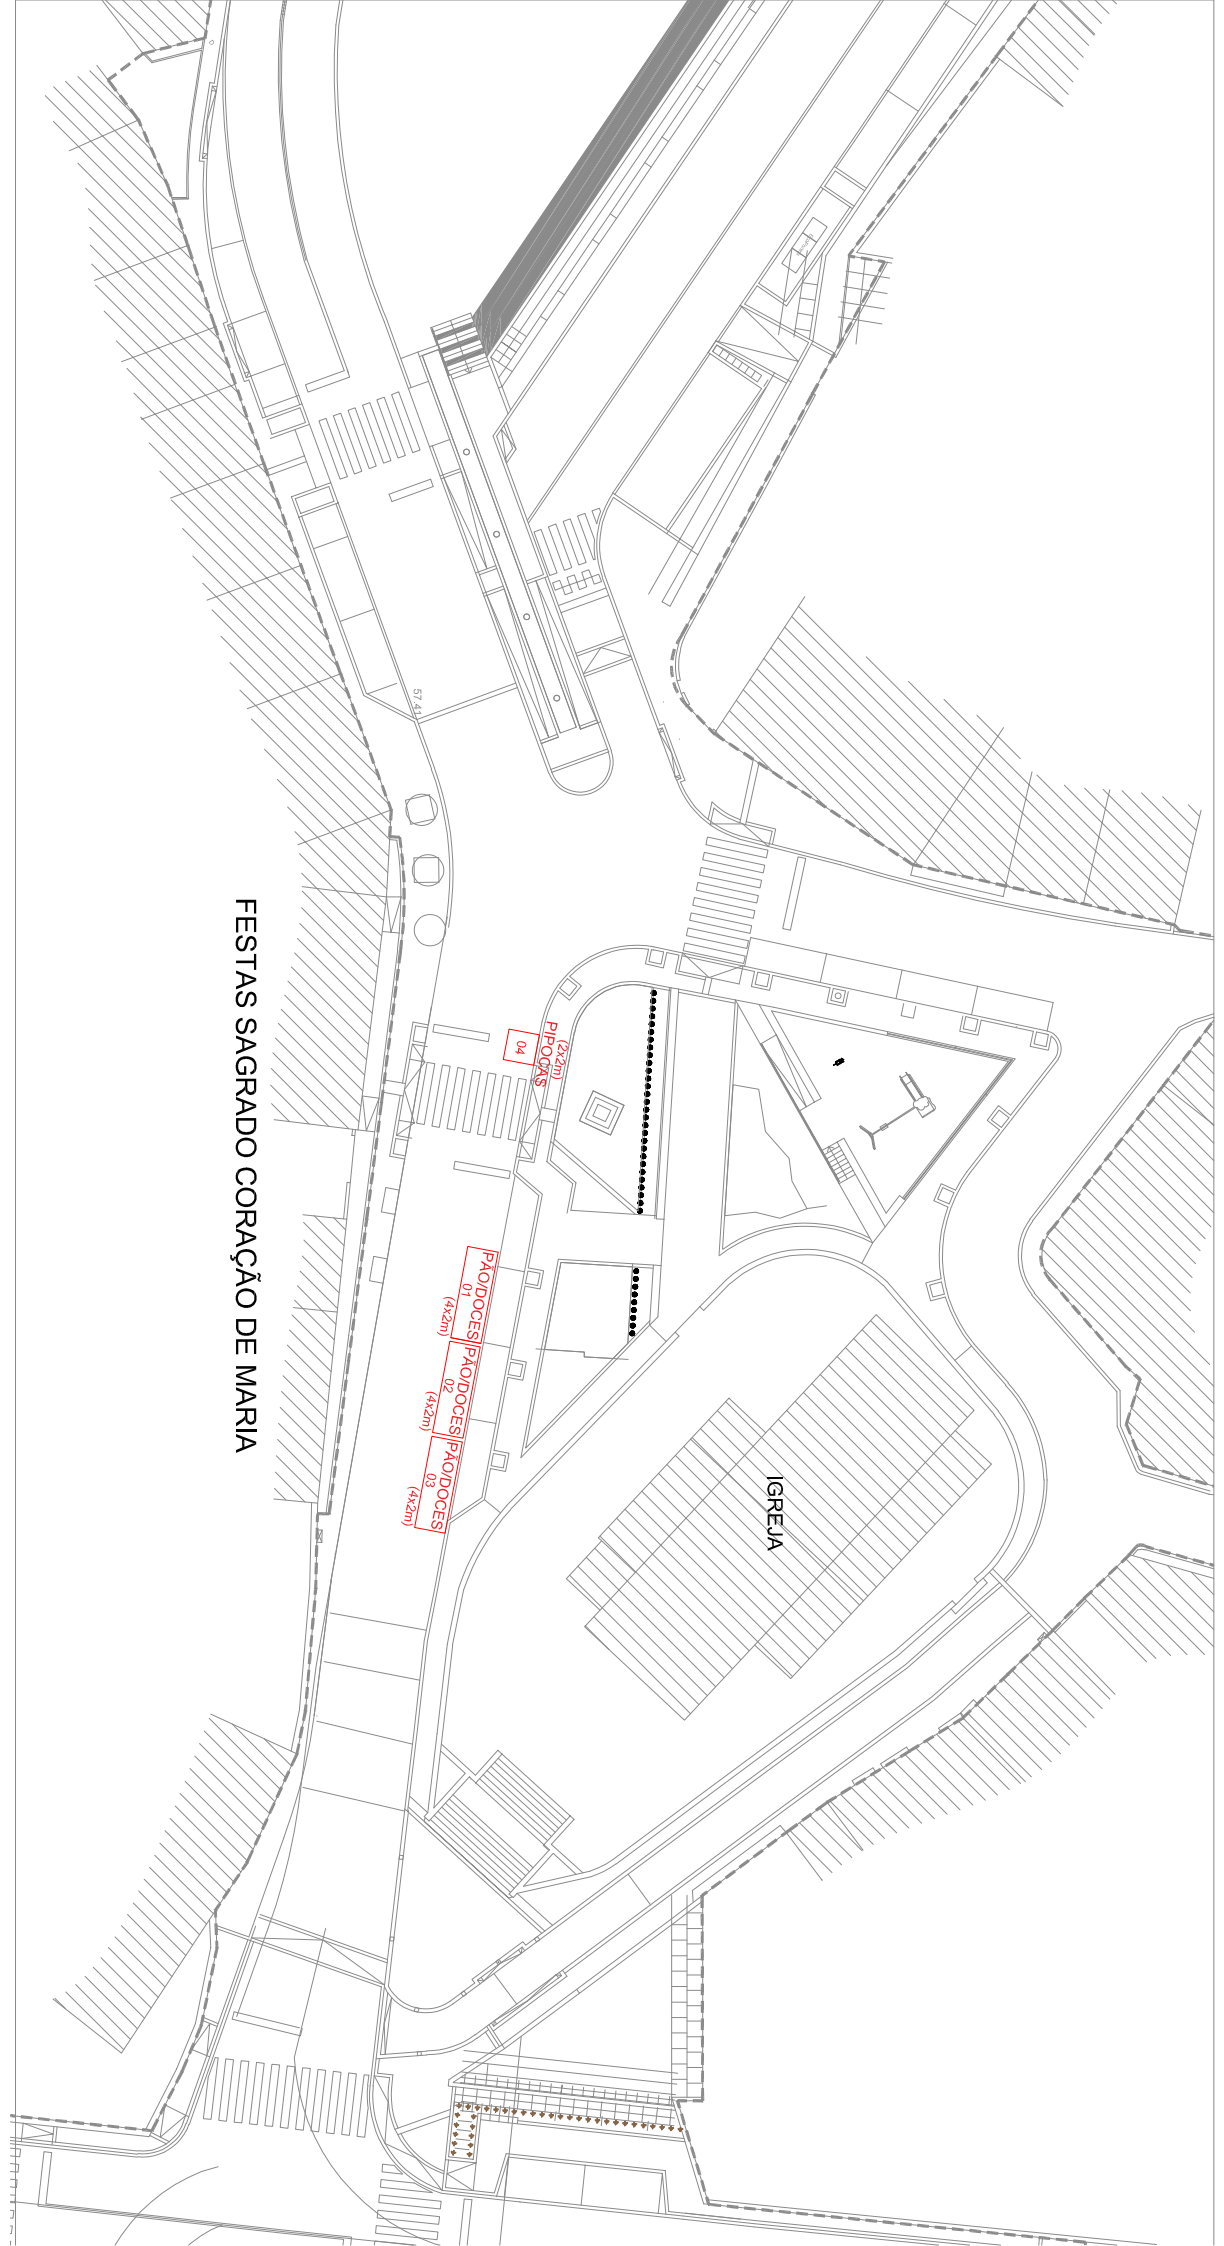 FESTAS SAGRADO CORAÇÃO DE MARIA
IGREJA
PIPOCAS
(2x2m)
04
PÃO/DOCES
01
(4x2m)
PÃO/DOCES
02
(4x2m)
PÃO/DOCES
03
(4x2m)
57.41